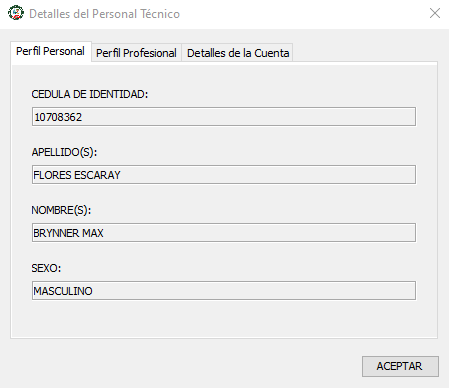 Detalles del Personal Técnico
Perfil Personal Perfil Profesional Detalles de la Cuenta
CEDULA DE IDENTIDAD:
10708362
APELLIDO(S):
FLORES ESCARAY
NOMBRE(S):
BRYNNER MAX
SEXO:
MASCULINO
ACEPTAR